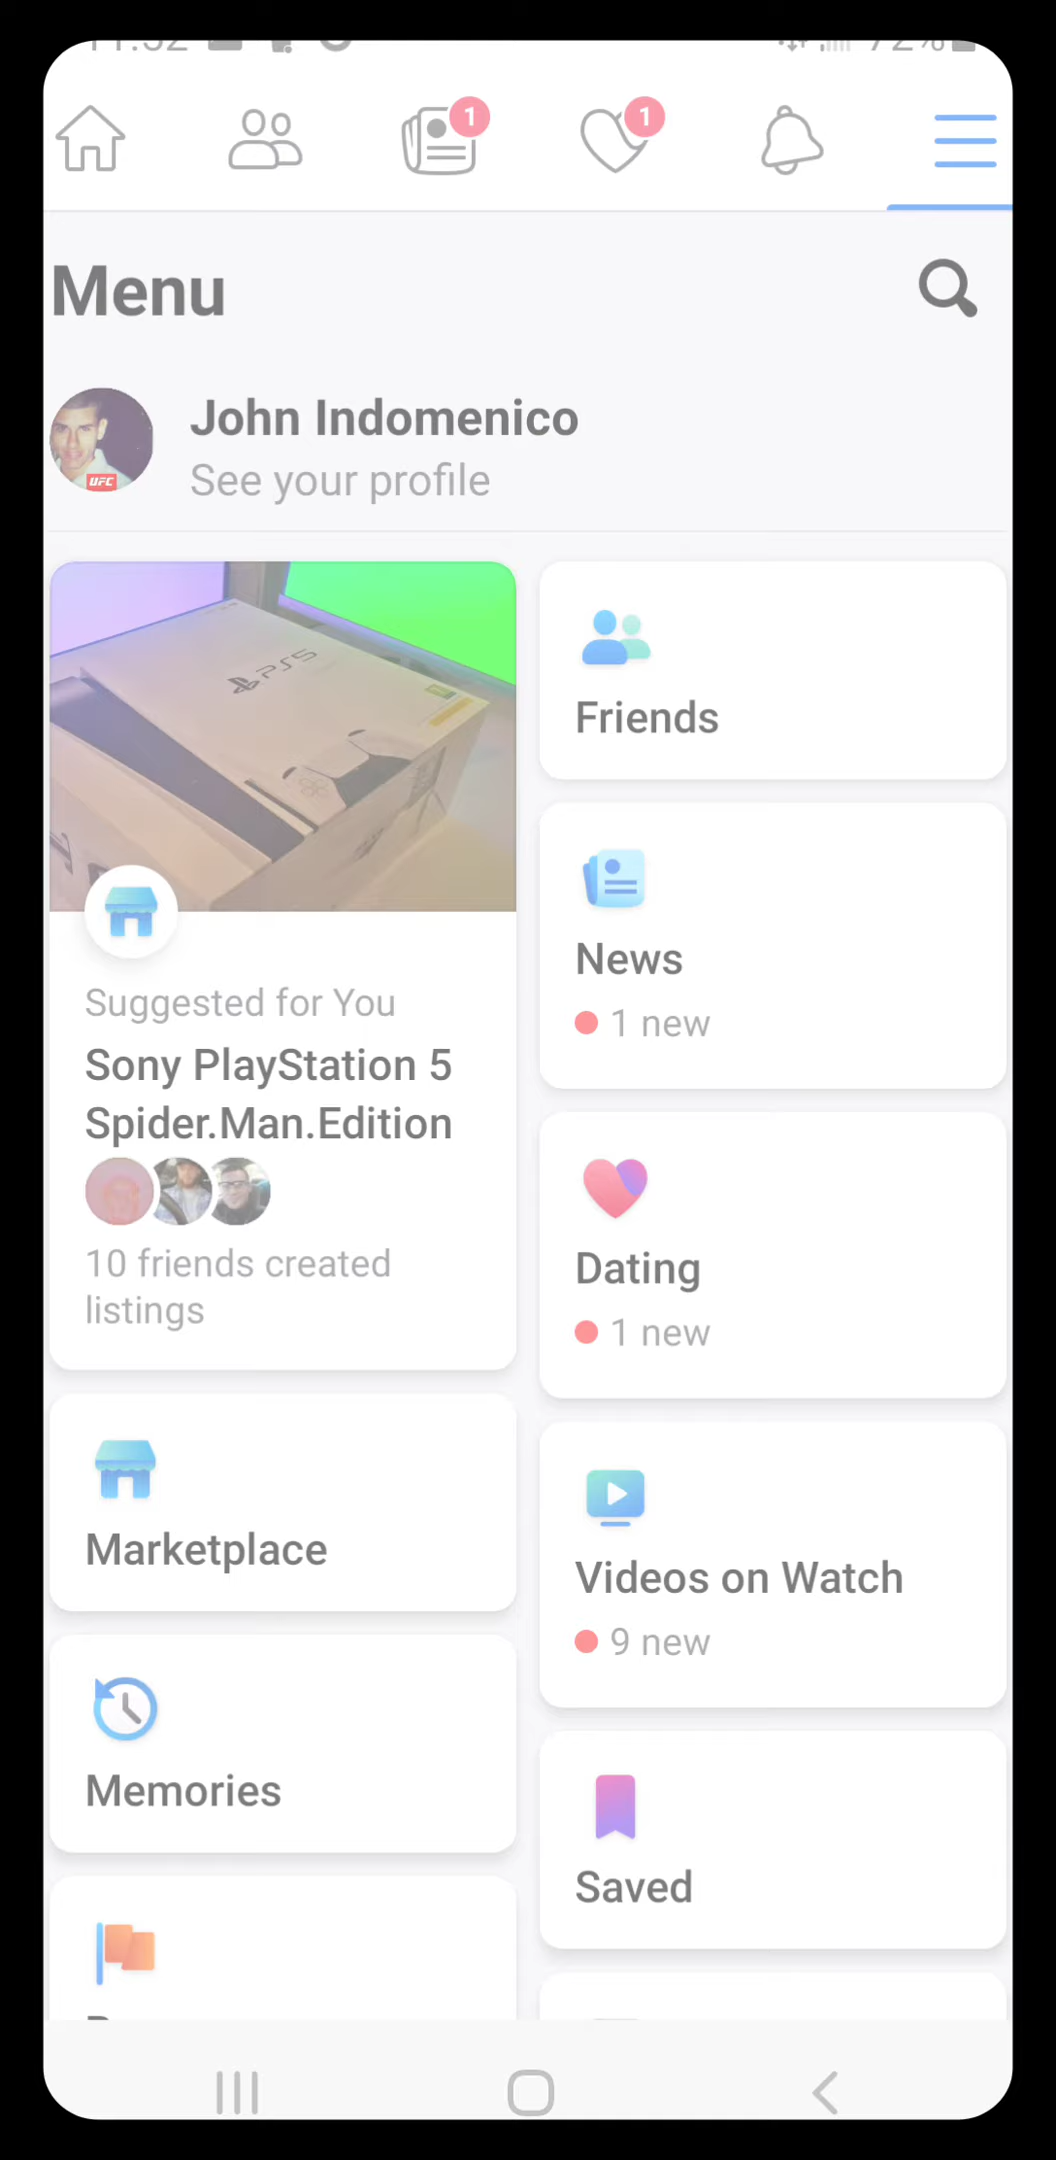 1
1
Menu
John Indomenico
See your profile
UFC
PS5
Suggested for You
Sony PlayStation 5
Spider.Man.Edition
10 friends created
listings
Marketplace
Memories
Friends
News
1 new
Dating
1 new
Videos on Watch
9 new
Saved